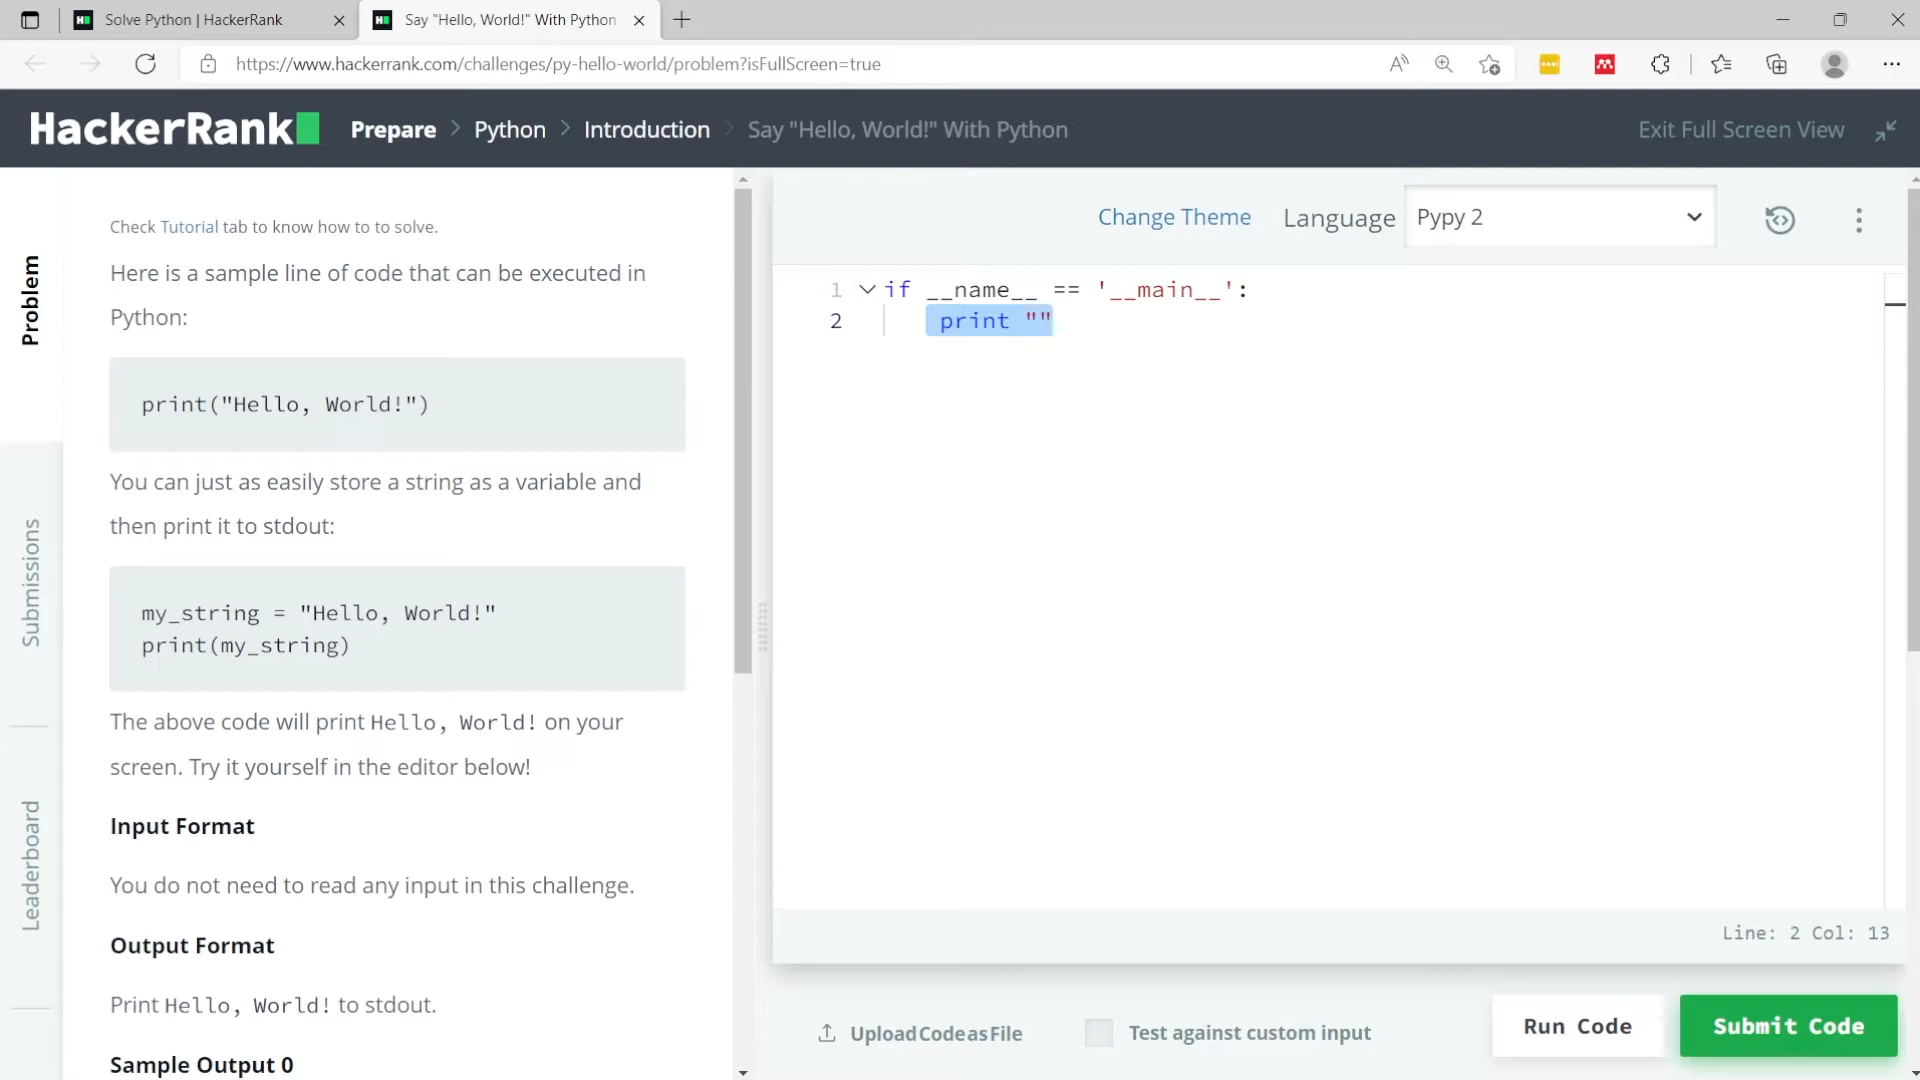 Solve Python | HackerRank
Say "Hello, World!" With Python
https://www.hackerrank.com/challenges/py-hello-world/problem?isFullScreen=true
HackerRank
Prepare > Python > Introduction > Say "Hello, World!" With Python
Exit Full Screen View
Problem
Submissions
Leaderboard
Check Tutorial tab to know how to to solve.
Here is a sample line of code that can be executed in
Python:
print("Hello, World!")
You can just as easily store a string as a variable and
then print it to stdout:
my_string = "Hello, World!"
print(my_string)
The above code will print Hello, World! on your
screen. Try it yourself in the editor below!
Input Format
You do not need to read any input in this challenge.
Output Format
Print Hello, World! to stdout.
Sample Output 0
Change Theme
Language
Pypy 2
1 if __name__ == '__main__':
2 print ""
Line: 2 Col: 13
Upload Code as File
Test against custom input
Run Code
Submit Code